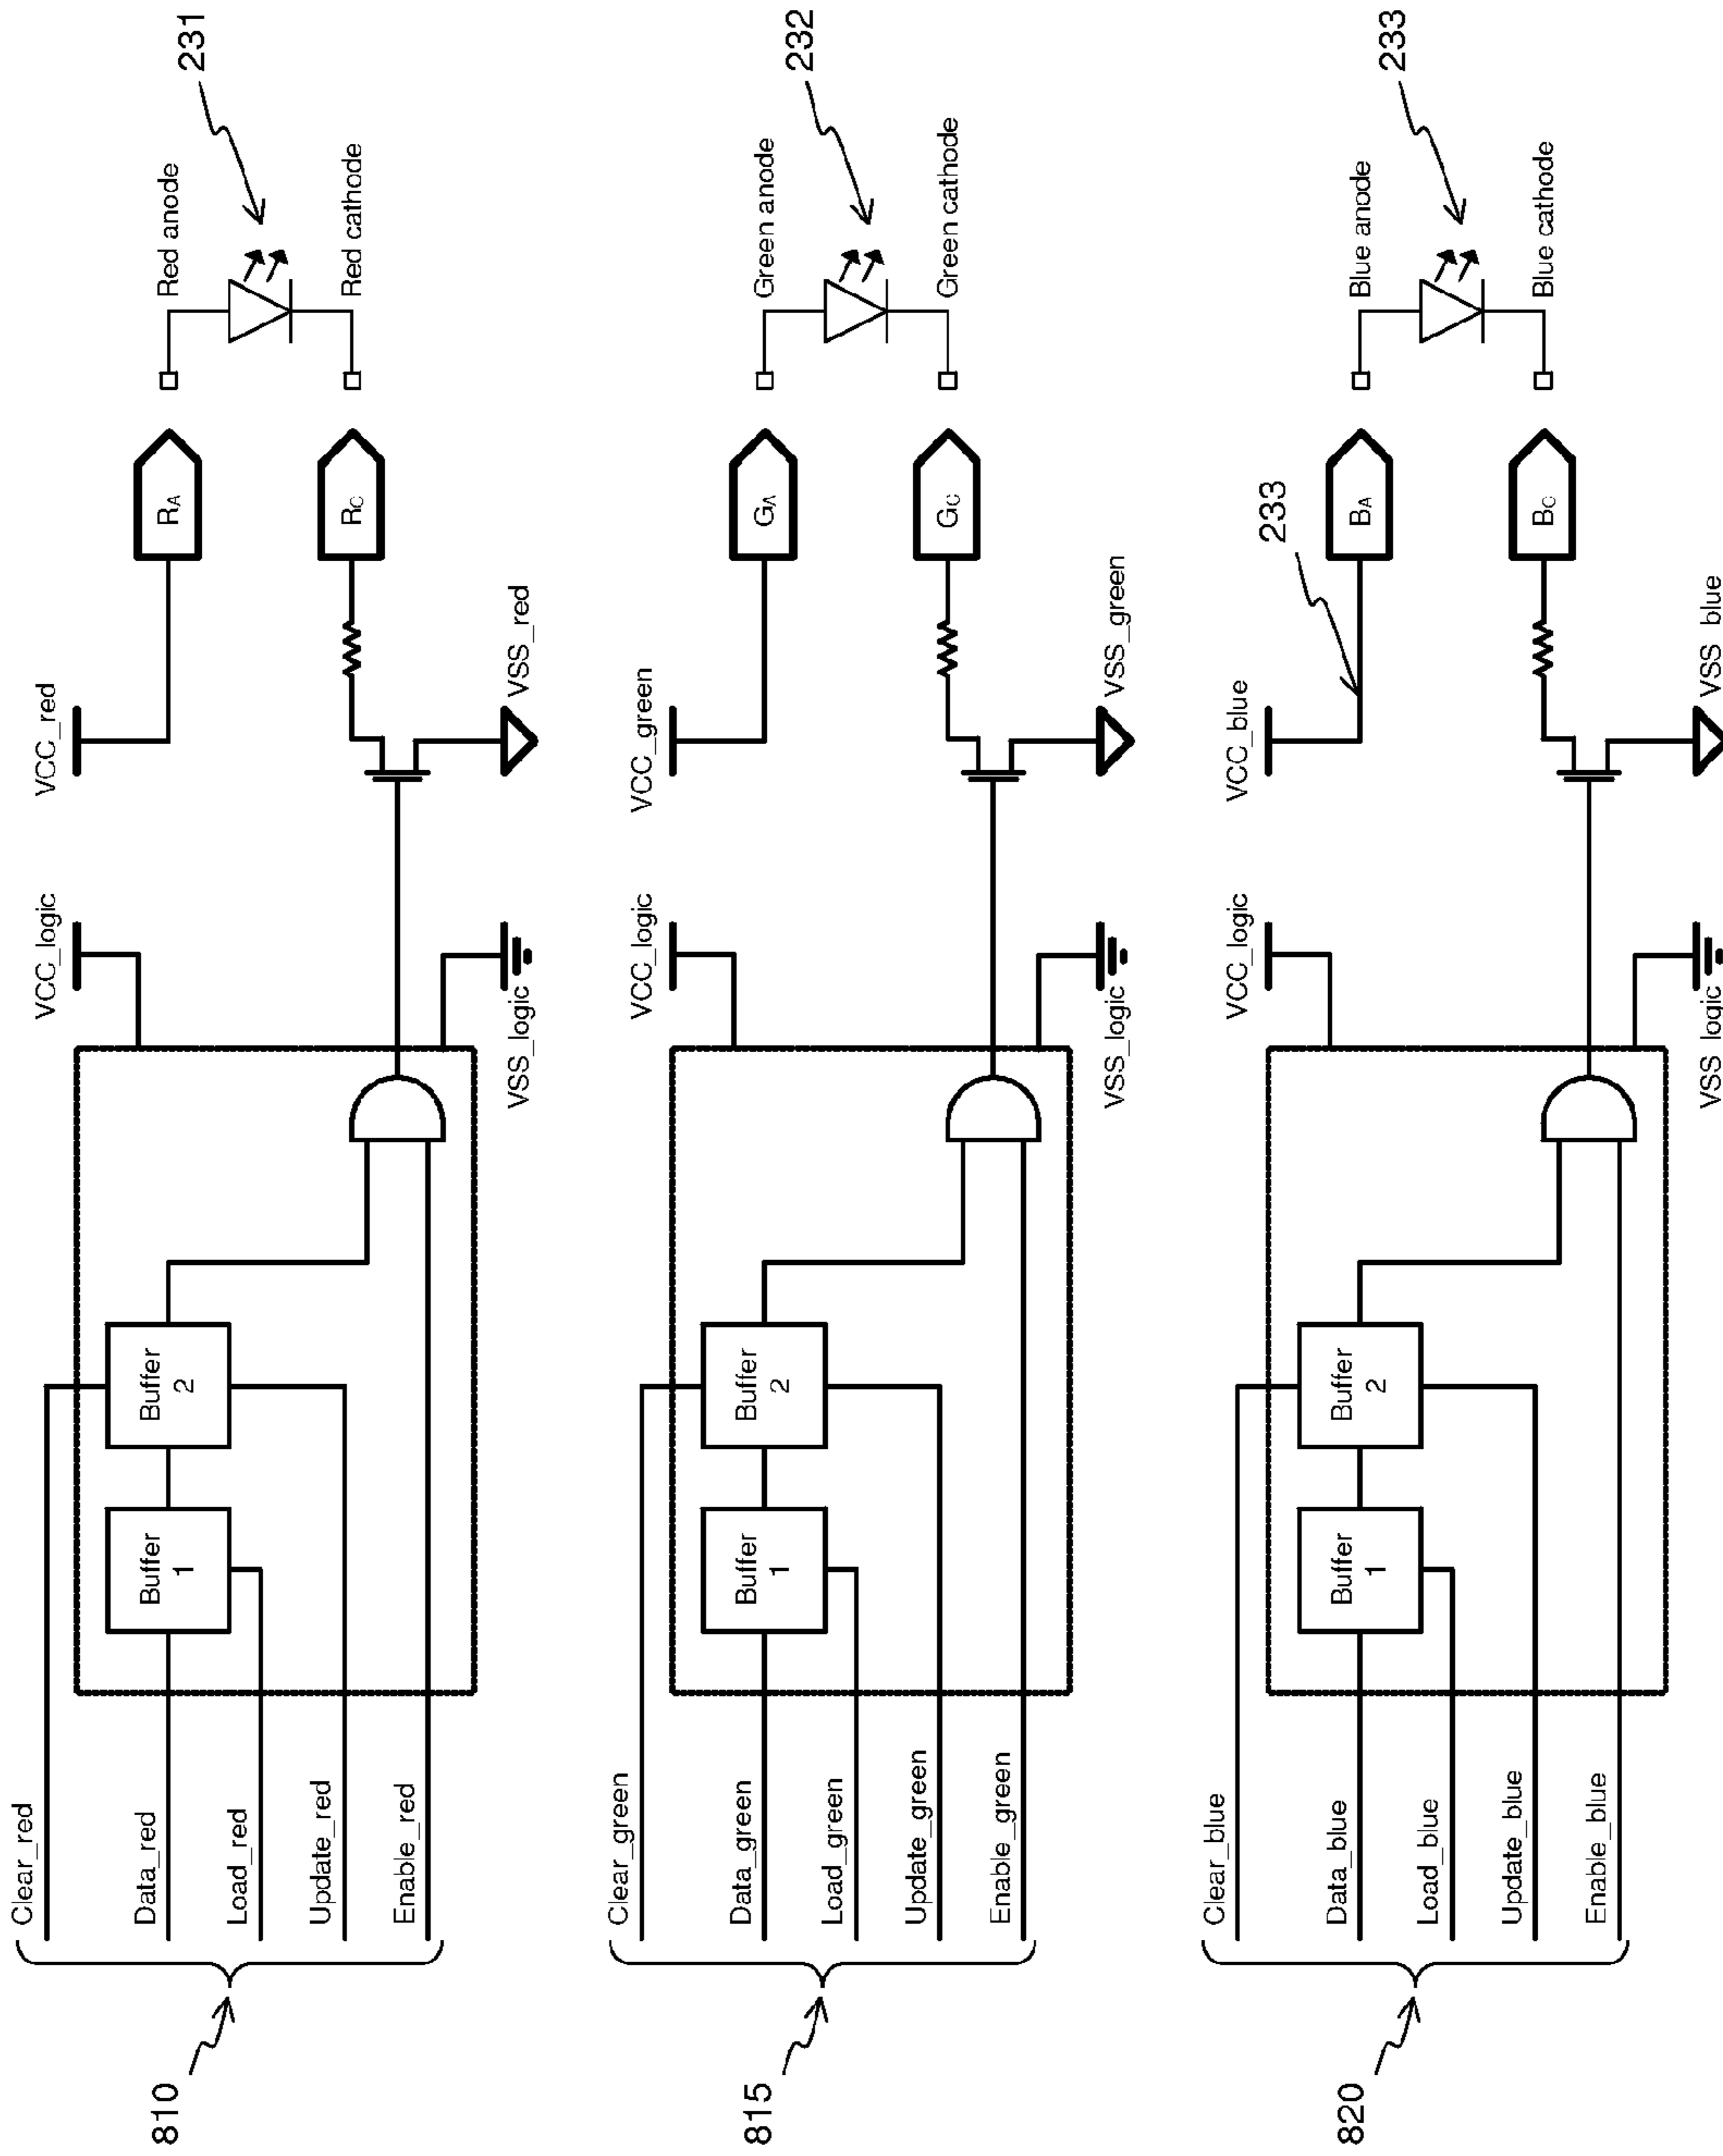 810
Clear_red
Data_red
Load_red
Update_red
Enable_red
Buffer
1
Buffer
2
VCC_logic
VSS_logic
VCC_red
VSS_red
RA
RC
Red anode
Red cathode
231
815
Clear_green
Data_green
Load_green
Update_green
Enable_green
Buffer
1
Buffer
2
VCC_logic
VSS_logic
VCC_green
VSS_green
GA
GC
Green anode
Green cathode
232
820
Clear_blue
Data_blue
Load_blue
Update_blue
Enable_blue
Buffer
1
Buffer
2
VCC_logic
VSS_logic
VCC_blue
VSS_blue
233
BA
BC
Blue anode
Blue cathode
233